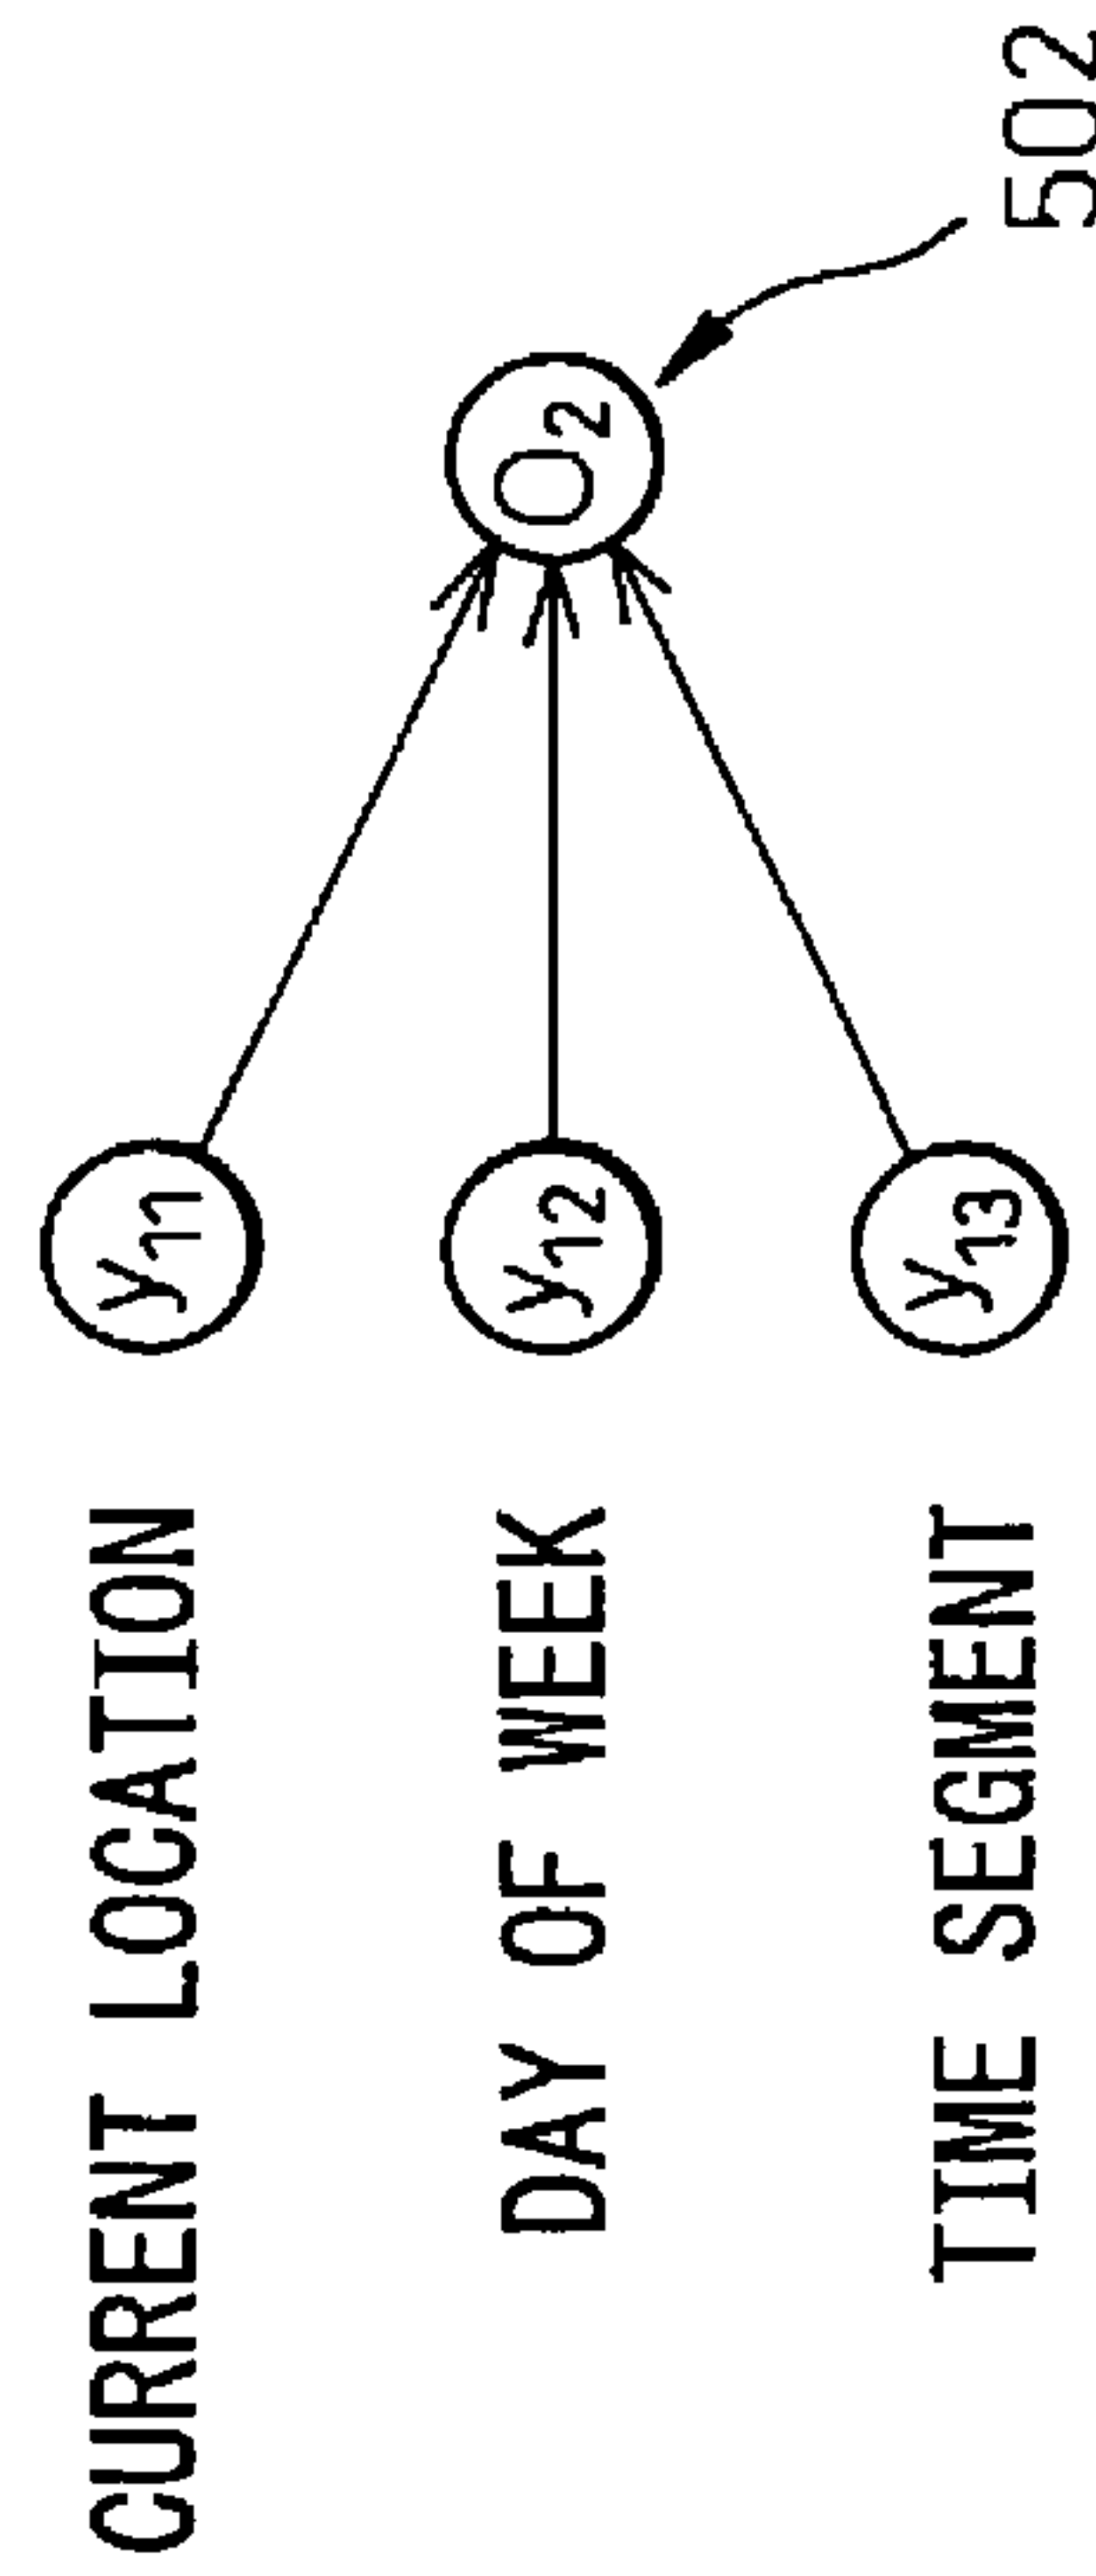 CURRENT LOCATION
y11
DAY OF WEEK
y12
O2
TIME SEGMENT
y13
502